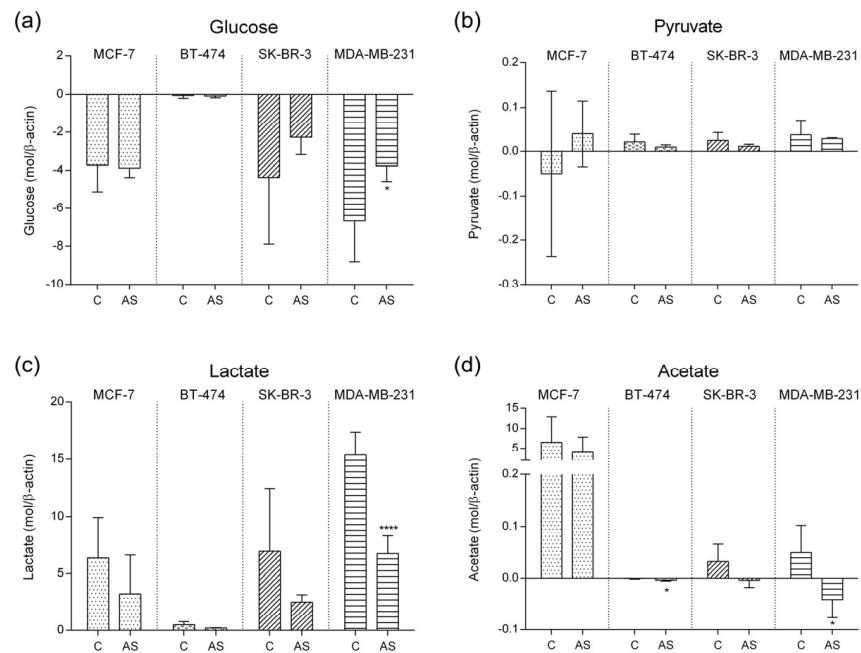 (a)
Glucose
MCF-7 BT-474 SK-BR-3 MDA-MB-231
Glucose (mol/β-actin)
2
0
-2
-4
-6
-8
-10
*
C AS C AS C AS C AS
(b)
Pyruvate
MCF-7 BT-474 SK-BR-3 MDA-MB-231
Pyruvate (mol/β-actin)
0.2
0.1
0.0
-0.1
-0.2
-0.3
C AS C AS C AS C AS
(c)
Lactate
MCF-7 BT-474 SK-BR-3 MDA-MB-231
Lactate (mol/β-actin)
20
15
10
5
0
****
C AS C AS C AS C AS
(d)
Acetate
MCF-7 BT-474 SK-BR-3 MDA-MB-231
Acetate (mol/β-actin)
15
10
5
0.2
0.1
0.0
-0.1
*
*
C AS C AS C AS C AS